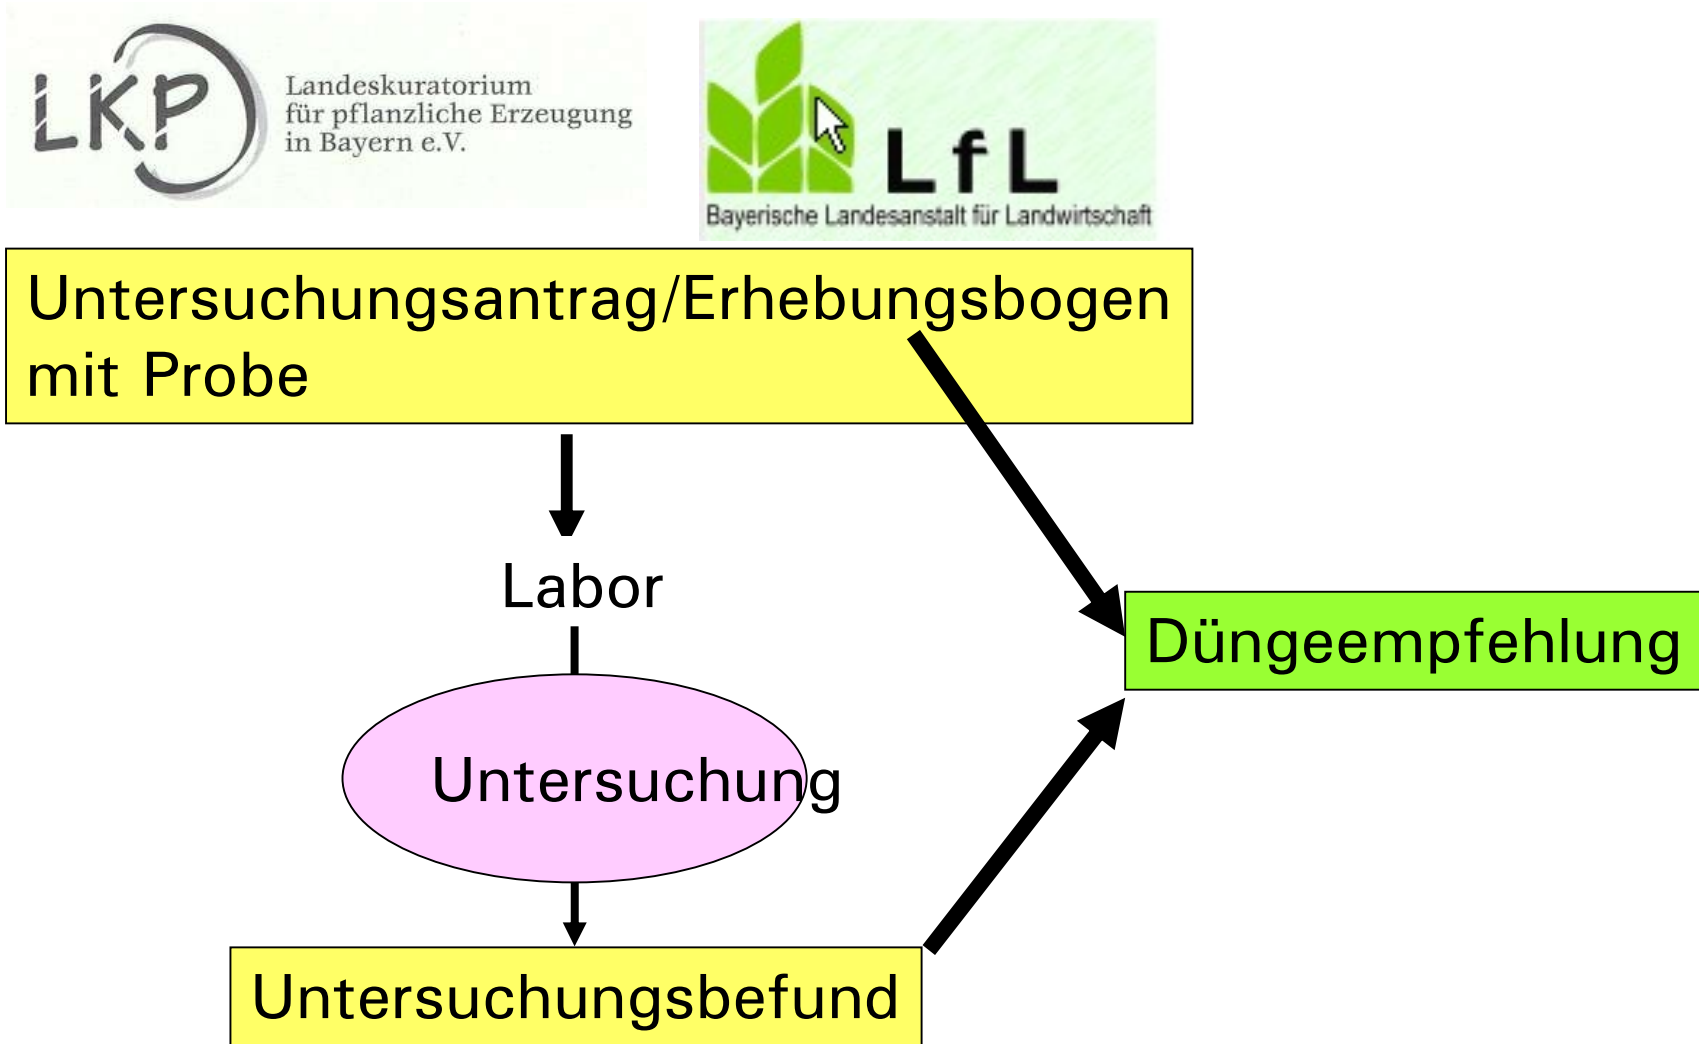 LKP
Landeskuratorium
für pflanzliche Erzeugung
in Bayern e.V.
LfL
Bayerische Landesanstalt für Landwirtschaft
Untersuchungsantrag/Erhebungsbogen
mit Probe
Labor
Düngeempfehlung
Untersuchung
Untersuchungsbefund